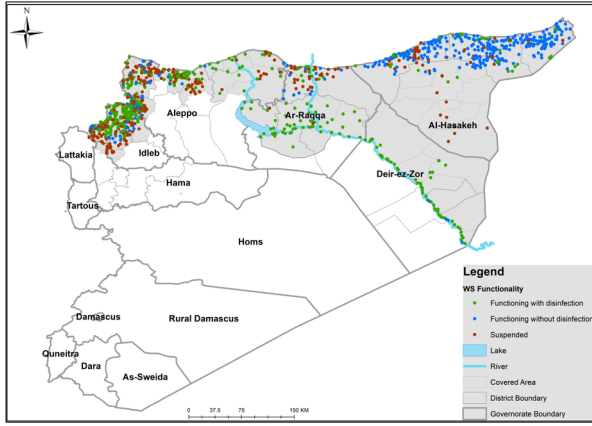 N
Aleppo
Ar-Raqqa
Al-Hasakeh
Lattakia
Idleb
Hama
Deir-ez-Zor
Tartous
Homs
Damascus
Rural Damascus
Quneitra
Dara
As-Sweida
0 37.5 75 150 KM
Legend
WS Functionality
Functioning with disinfection
Functioning without disinfection
Suspended
Lake
River
Covered Area
District Boundary
Governorate Boundary